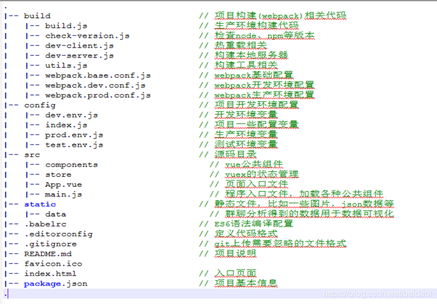 .
|-- build // 项目构建(webpack)相关代码
| |-- build.js // 生产环境构建代码
| |-- check-version.js // 检查node、npm等版本
| |-- dev-client.js // 热重载相关
| |-- dev-server.js // 构建本地服务器
| |-- utils.js // 构建工具相关
| |-- webpack.base.conf.js // webpack基础配置
| |-- webpack.dev.conf.js // webpack开发环境配置
| |-- webpack.prod.conf.js // webpack生产环境配置
|-- config // 项目开发环境配置
| |-- dev.env.js // 开发环境变量
| |-- index.js // 项目一些配置变量
| |-- prod.env.js // 生产环境变量
| |-- test.env.js // 测试环境变量
|-- src // 源码目录
| |-- components // vue公共组件
| |-- store // vuex的状态管理
| |-- App.vue // 页面入口文件
| |-- main.js // 程序入口文件，加载各种公共组件
|-- static // 静态文件，比如一些图片，json数据等
| |-- data // 群聊分析得到的数据用于数据可视化
|-- .babelrc // ES6语法编译配置
|-- .editorconfig // 定义代码格式
|-- .gitignore // git上传需要忽略的文件格式
|-- README.md // 项目说明
|-- favicon.ico
|-- index.html // 入口页面
|-- package.json // 项目基本信息
.